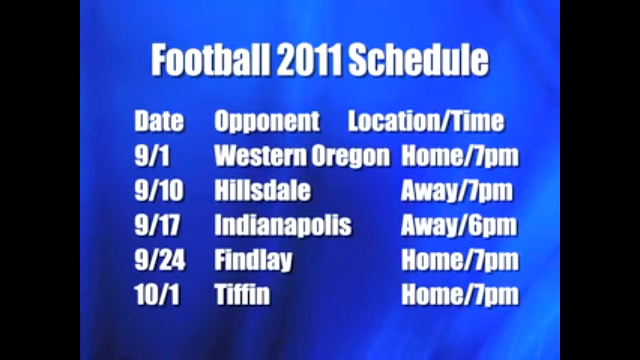 Football 2011 Schedule
Date Opponent Location/Time
9/1 Western Oregon Home/7pm
9/10 Hillsdale Away/7pm
9/17 Indianapolis Away/6pm
9/24 Findlay Home/7pm
10/1 Tiffin Home/7pm